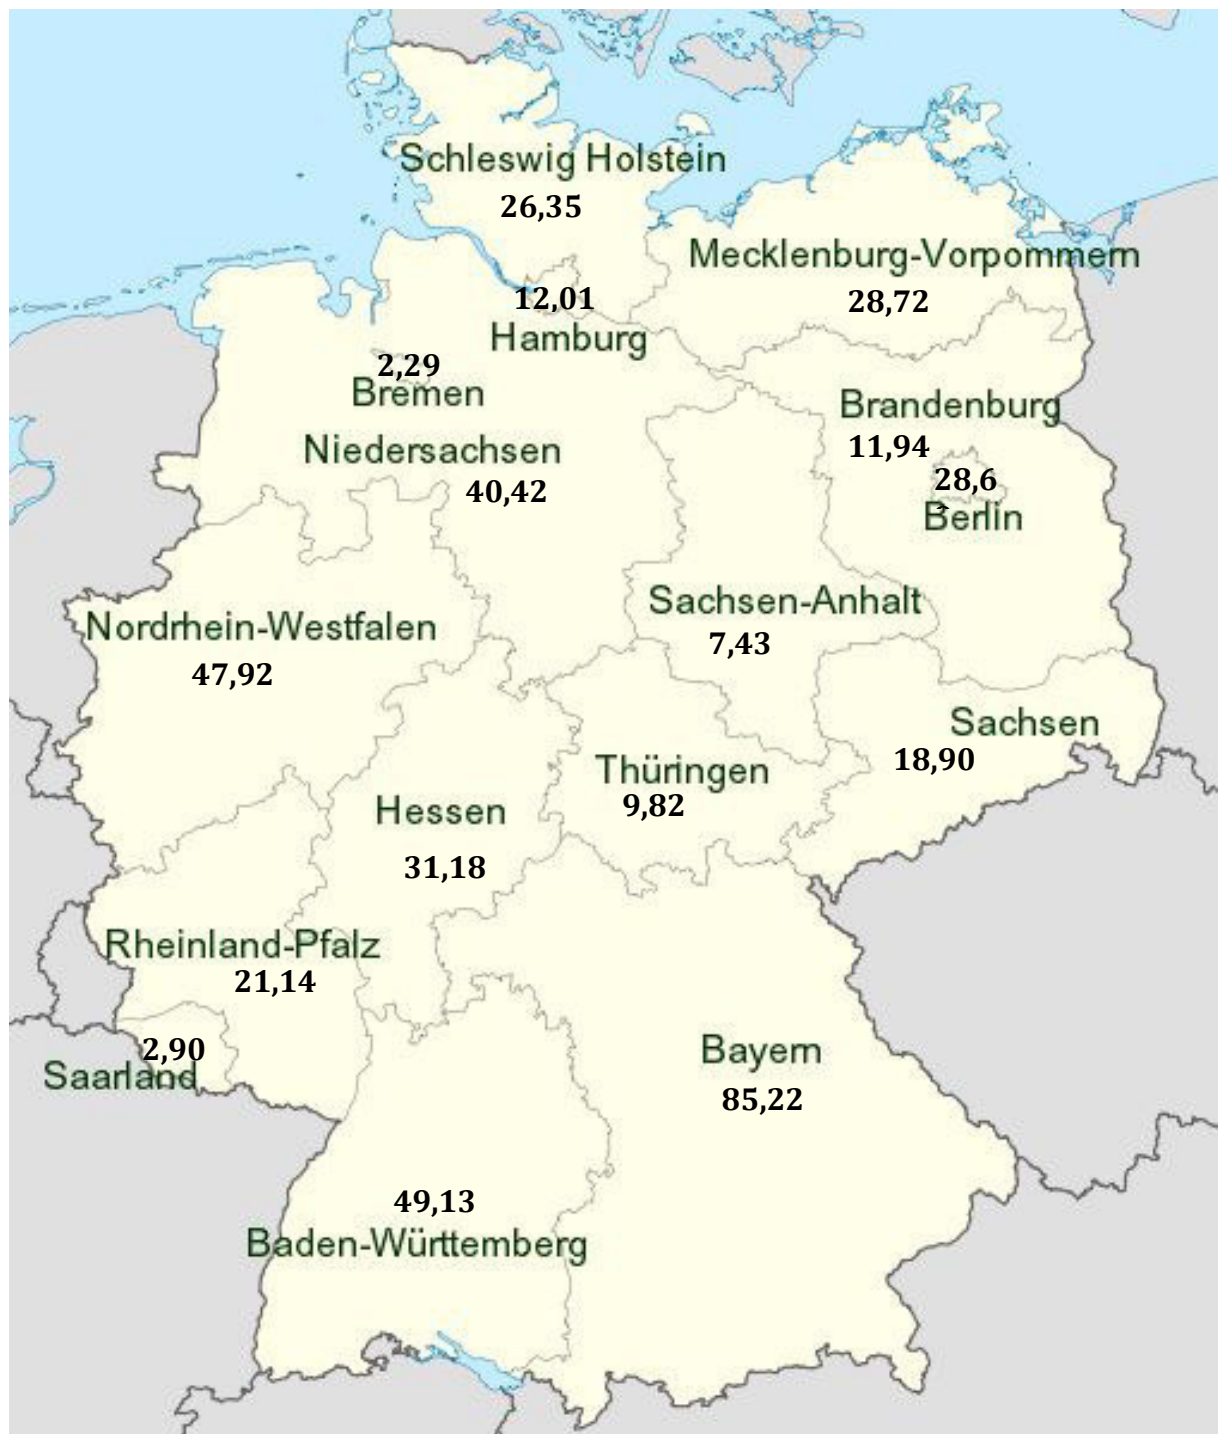 Schleswig Holstein
26,35
Mecklenburg-Vorpommern
28,72
12,01
Hamburg
2,29
Bremen
Brandenburg
11,94
28,6
Berlin
Niedersachsen
40,42
Sachsen-Anhalt
7,43
Nordrhein-Westfalen
47,92
Sachsen
18,90
Thüringen
9,82
Hessen
31,18
Rheinland-Pfalz
21,14
2,90
Saarland
Bayern
85,22
49,13
Baden-Württemberg